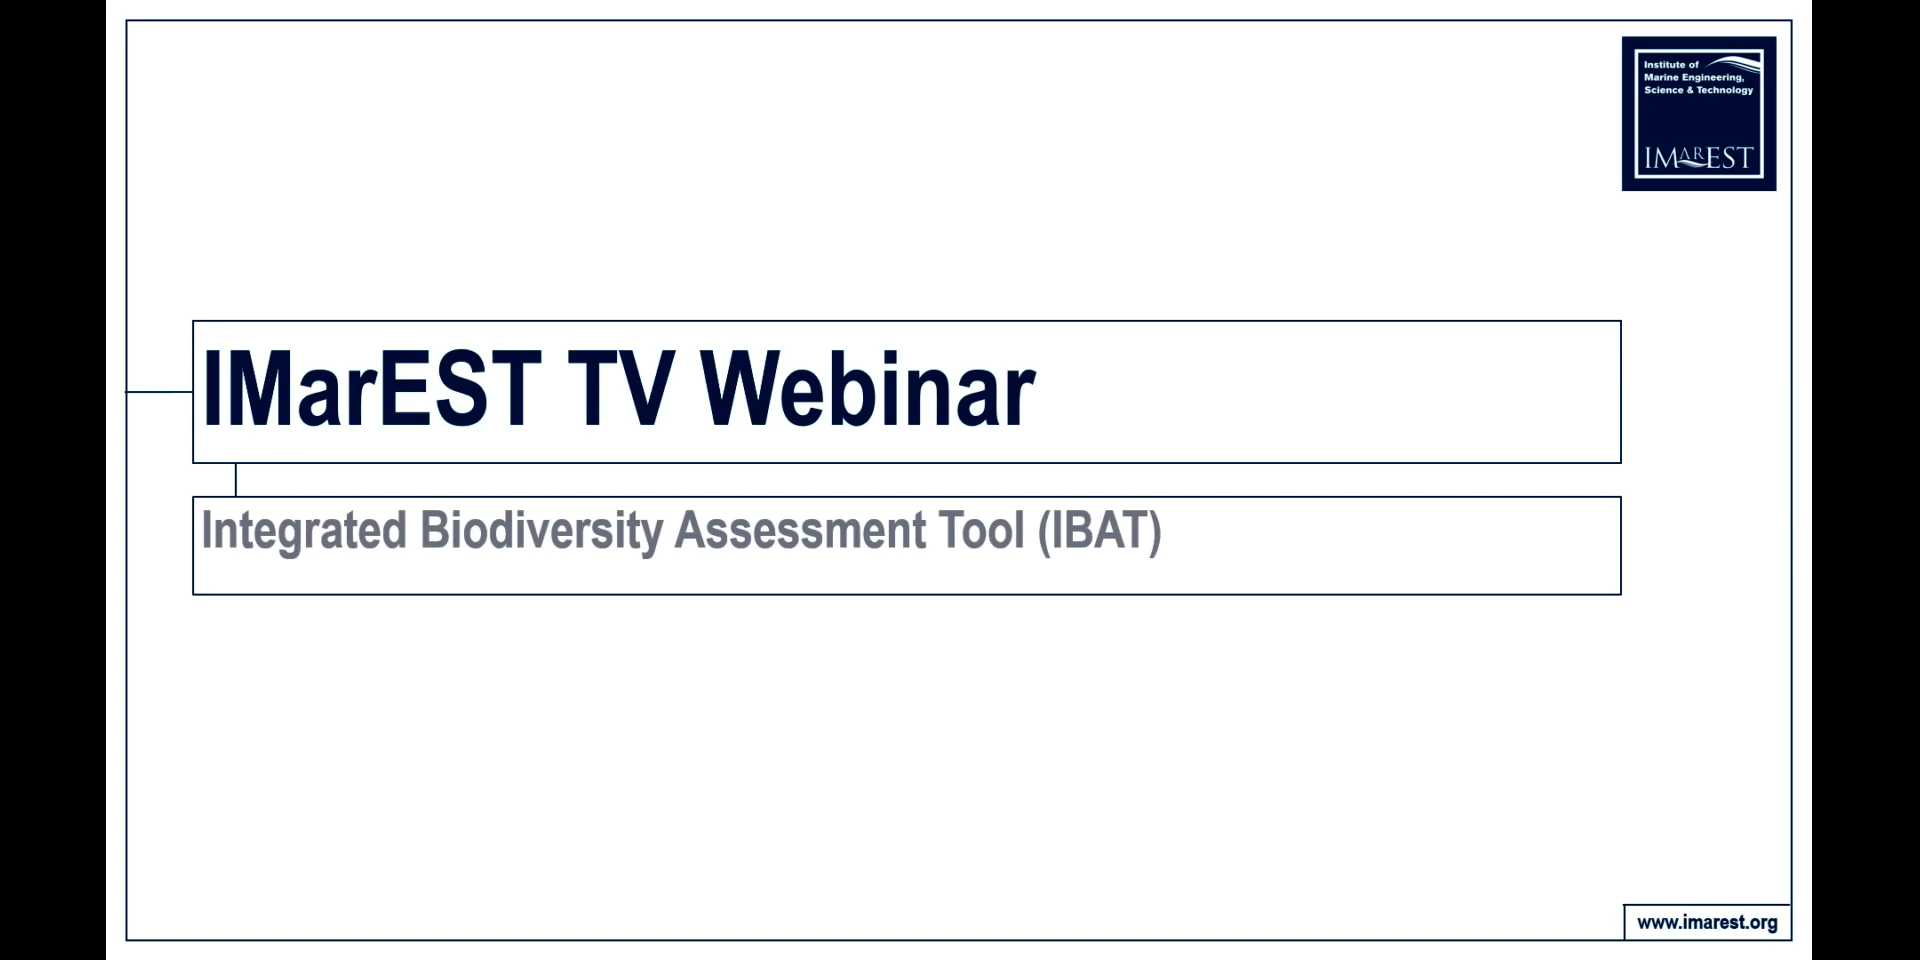 Institute of
Marine Engineering,
Science & Technology
IMarEST
IMarEST TV Webinar
Integrated Biodiversity Assessment Tool (IBAT)
www.imarest.org